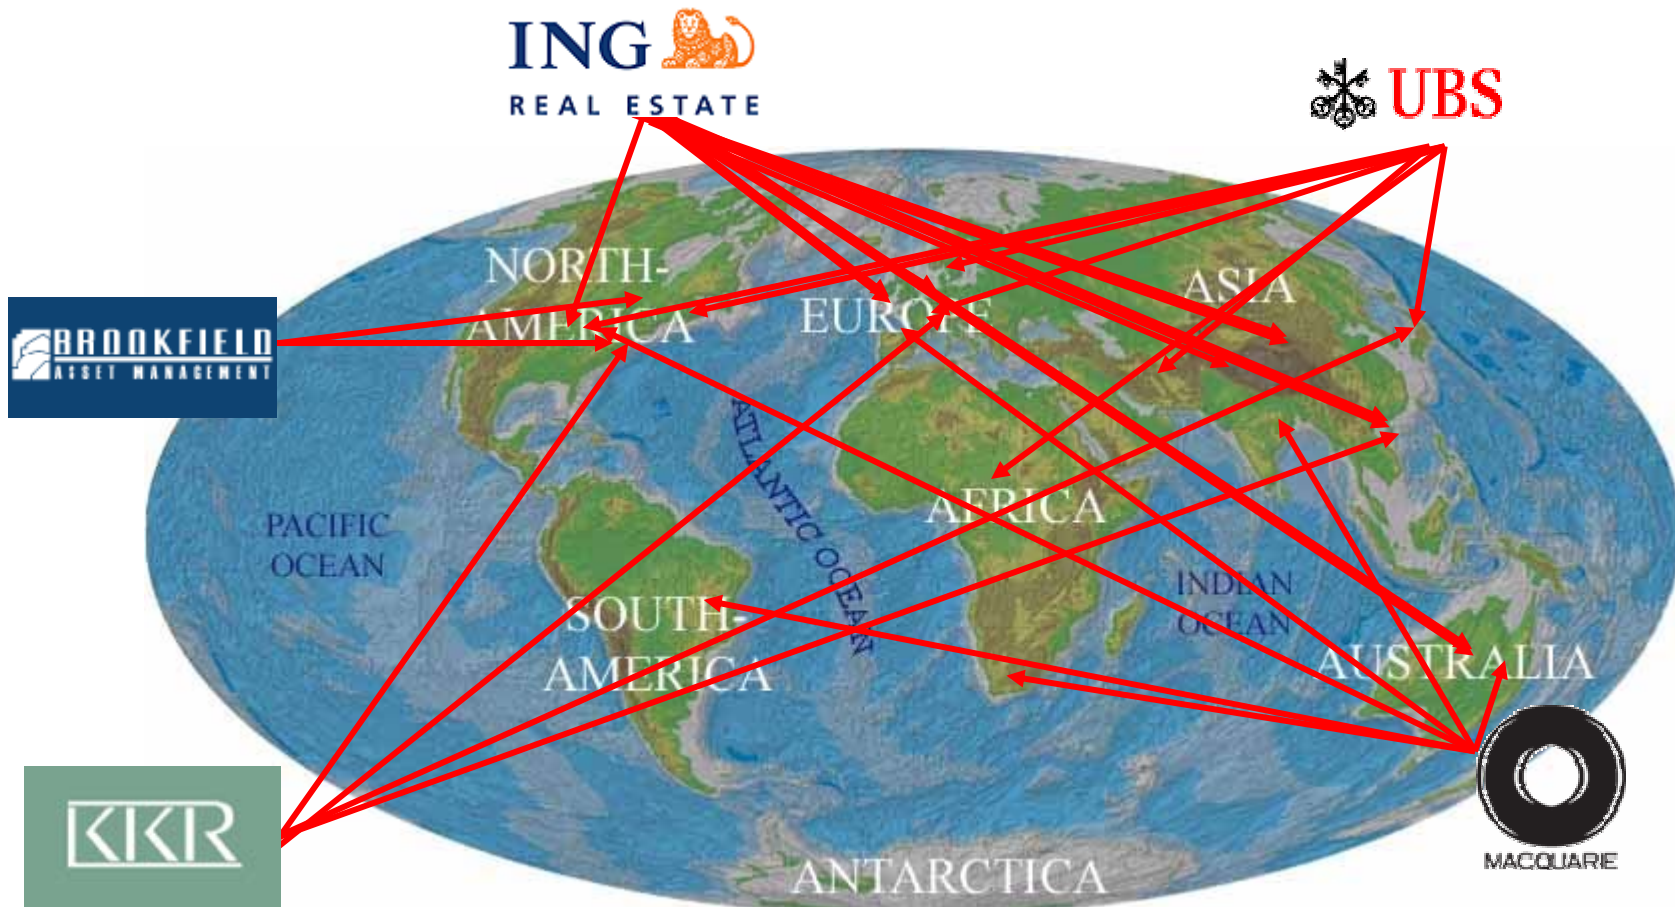 ING
REAL ESTATE
UBS
NORTH-
AMERICA
EUROPE
ASIA
BROOKFIELD
ASSET MANAGEMENT
ATLANTIC OCEAN
AFRICA
PACIFIC
OCEAN
INDIAN
OCEAN
SOUTH-
AMERICA
AUSTRALIA
KKR
MACQUARIE
ANTARCTICA